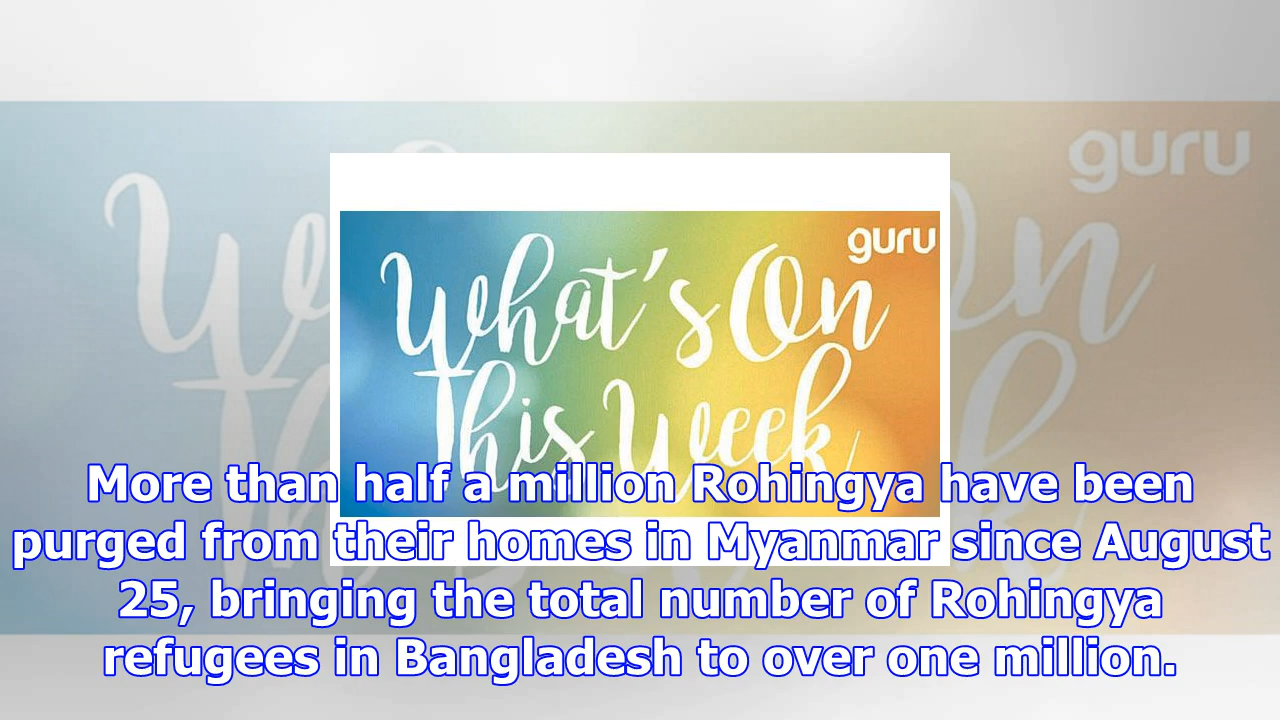 guru
guru
What's On
This Week
More than half a million Rohingya have been
purged from their homes in Myanmar since August
25, bringing the total number of Rohingya
refugees in Bangladesh to over one million.